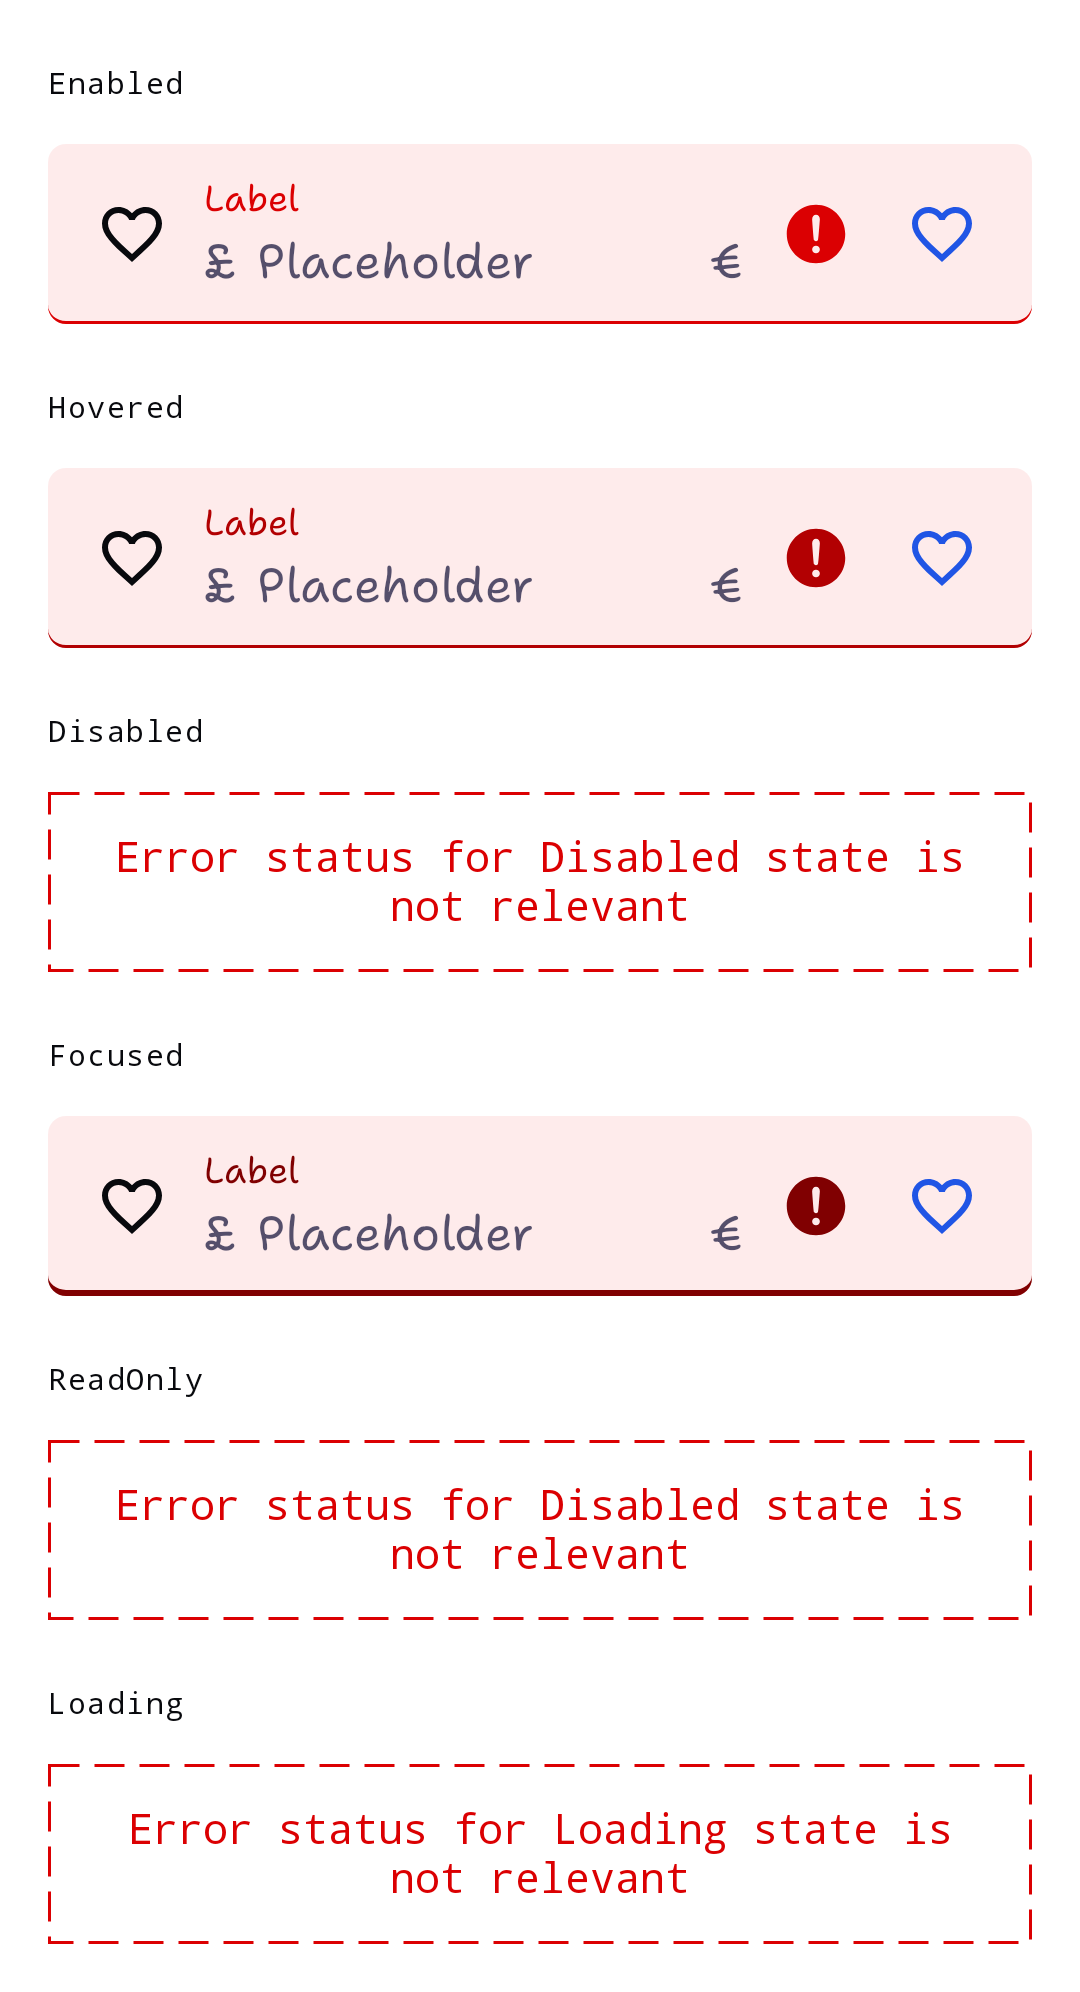 Enabled
Label
£ Placeholder €
Hovered
Label
£ Placeholder €
Disabled
Error status for Disabled state is
not relevant
Focused
Label
£ Placeholder €
ReadOnly
Error status for Disabled state is
not relevant
Loading
Error status for Loading state is
not relevant